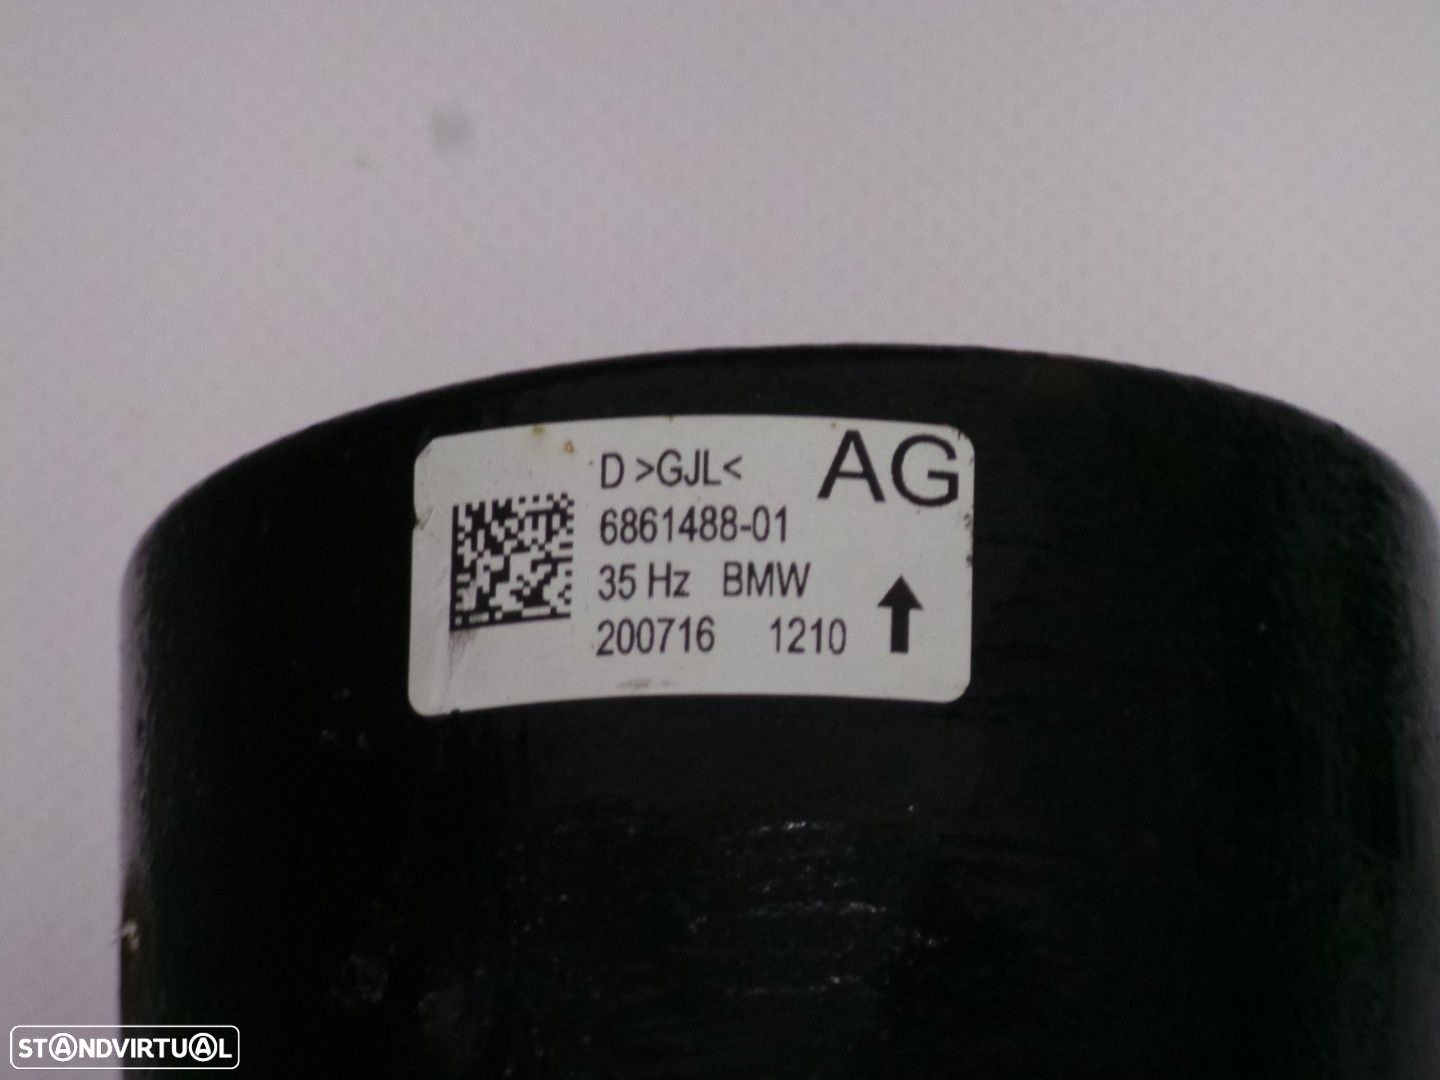 D >GJL< AG
6861488-01
35 Hz BMW
200716 1210
STANDVIRTUAL